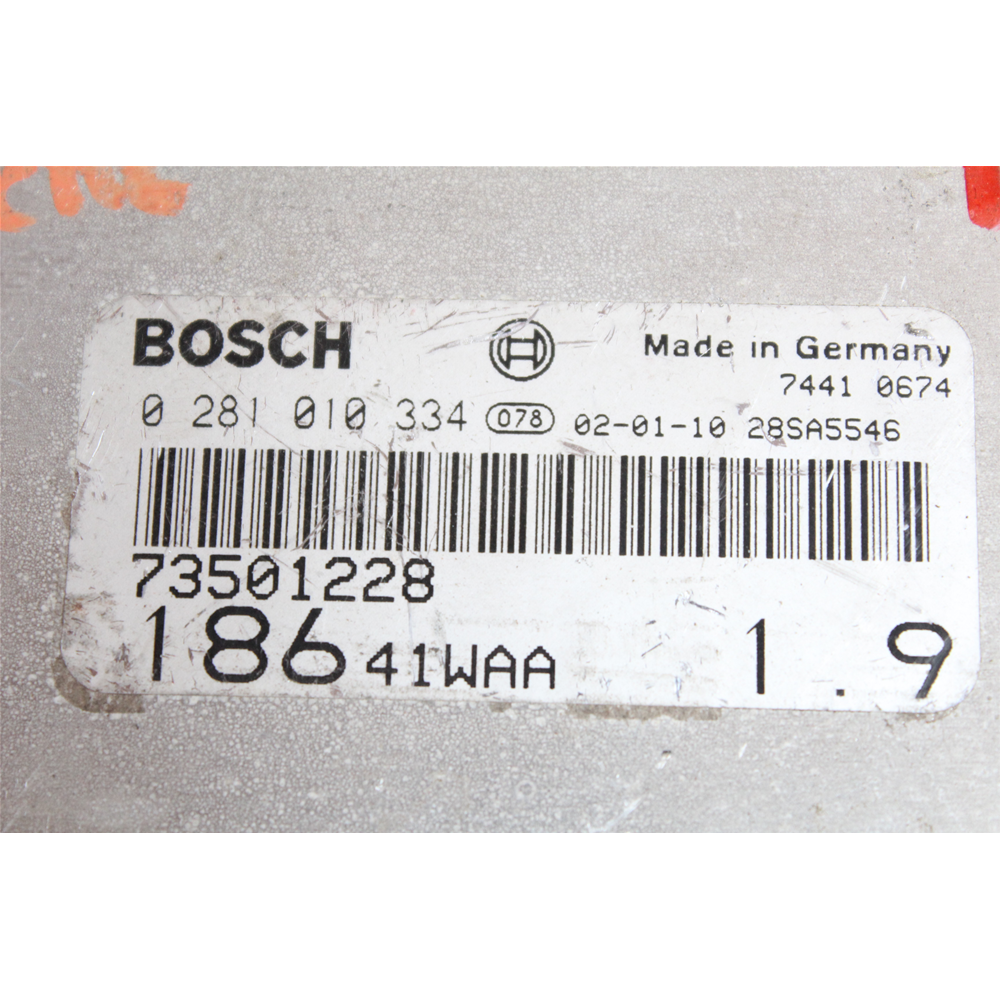 BOSCH Made in Germany
7441 0674
0 281 010 334 078 02-01-10 28SA5546
73501228
186 41WAA 1.9